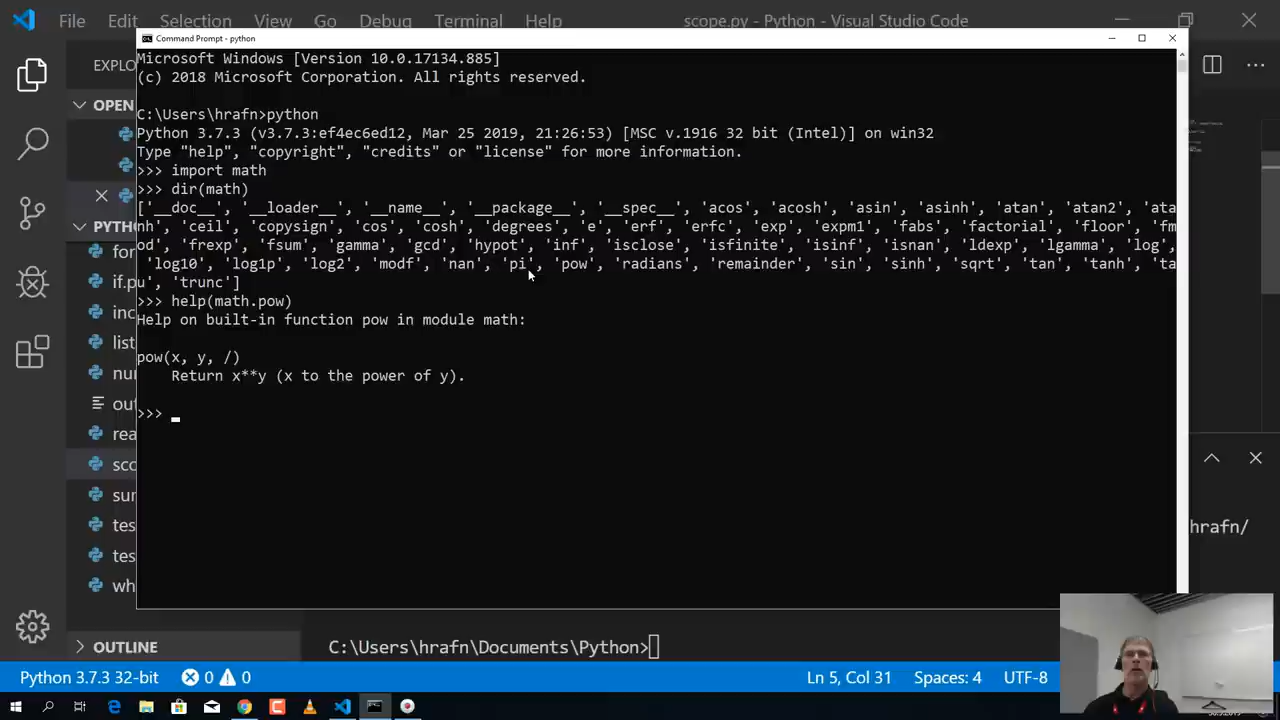 File Edit Selection View Go Debug Terminal Help scope.py - Python - Visual Studio Code
Command Prompt - python
Microsoft Windows [Version 10.0.17134.885]
(c) 2018 Microsoft Corporation. All rights reserved.
C:\Users\hrafn>python
Python 3.7.3 (v3.7.3:ef4ec6ed12, Mar 25 2019, 21:26:53) [MSC v.1916 32 bit (Intel)] on win32
Type "help", "copyright", "credits" or "license" for more information.
>>> import math
>>> dir(math)
['__doc__', '__loader__', '__name__', '__package__', '__spec__', 'acos', 'acosh', 'asin', 'asinh', 'atan', 'atan2', 'ata
nh', 'ceil', 'copysign', 'cos', 'cosh', 'degrees', 'e', 'erf', 'erfc', 'exp', 'expm1', 'fabs', 'factorial', 'floor', 'fm
od', 'frexp', 'fsum', 'gamma', 'gcd', 'hypot', 'inf', 'isclose', 'isfinite', 'isinf', 'isnan', 'ldexp', 'lgamma', 'log',
'log10', 'log1p', 'log2', 'modf', 'nan', 'pi', 'pow', 'radians', 'remainder', 'sin', 'sinh', 'sqrt', 'tan', 'tanh', 'ta
u', 'trunc']
>>> help(math.pow)
Help on built-in function pow in module math:
pow(x, y, /)
Return x**y (x to the power of y).
>>>
EXPLO
OPEN
PYTH
for
if.p
inc
list
nur
out
rea
sco
sur
tes
tes
wh
OUTLINE
hrafn/
C:\Users\hrafn\Documents\Python>
Python 3.7.3 32-bit 0 0 Ln 5, Col 31 Spaces: 4 UTF-8